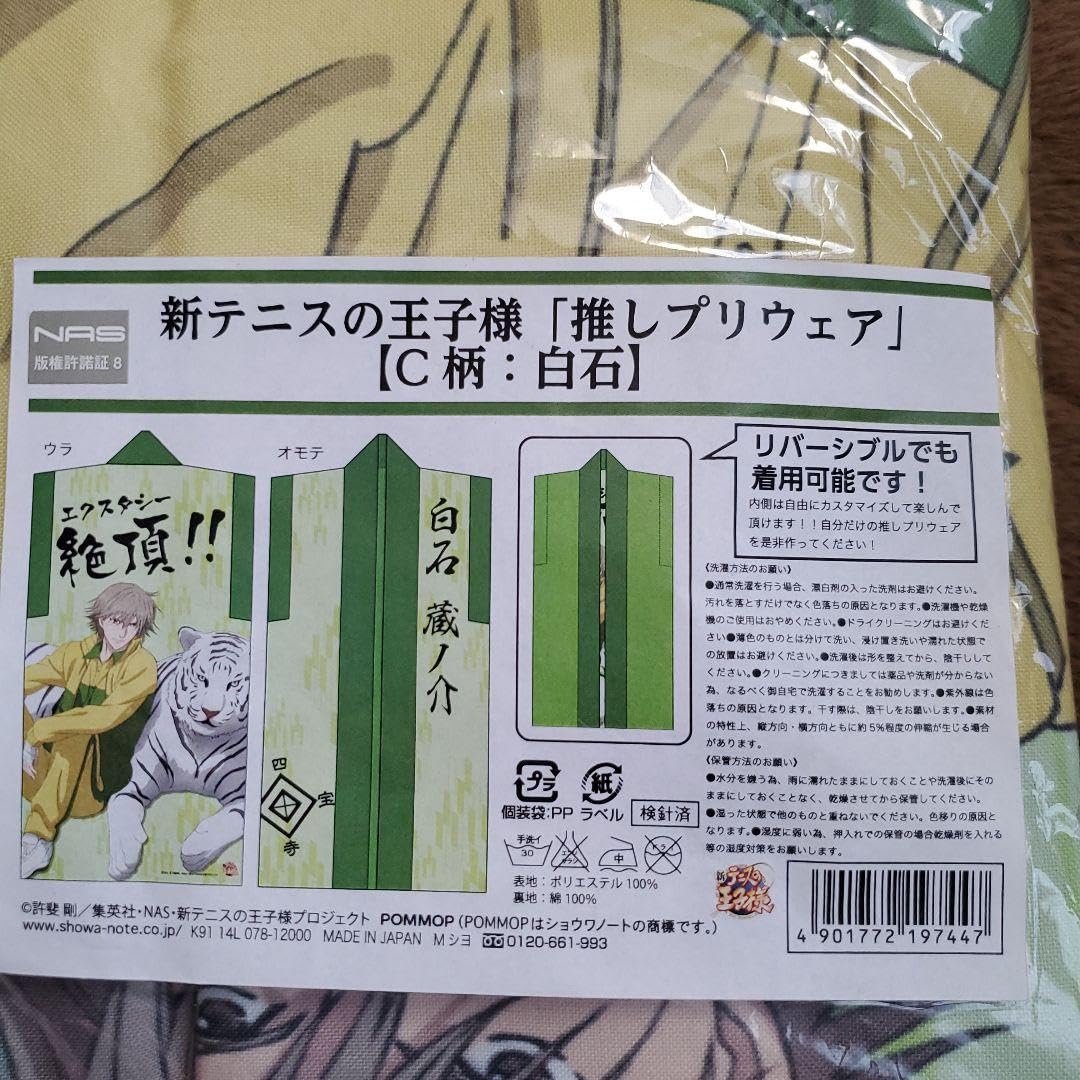 NAS
版権許諾証 8
新テニスの王子様「推しプリウェア」
【C 柄：白石】
ウラ
エクスタシー
絶頂!!
オモテ
白石 蔵ノ介
四
宝
寺
リバーシブルでも
着用可能です！
内側は自由にカスタマイズして楽しんで
頂けます！！自分だけの推しプリウェア
を是非作ってください！
《洗濯方法のお願い》
●通常洗濯を行う場合、漂白剤の入った洗剤はお避けください。
汚れを落とすだけでなく色落ちの原因となります。●洗濯機や乾燥
機のご使用はおやめください。●ドライクリーニングはお避けくださ
い●薄色のものとは分けて洗い、浸け置き洗いや濡れた状態で
の放置はお避けください。●洗濯後は形を整えてから、陰干ししてし
てください。●クリーニングにつきましては薬品や洗剤が分からない
為、なるべく御自宅で洗濯することをお勧めします。●紫外線は色
落ちの原因となります。干す際は、陰干しをお願いします。●素材
の特性上、縦方向・横方向ともに約5%程度の伸縮が生じる場合
があります。
《保管方法のお願い》
●水分を嫌う為、雨に濡れたままにしておくことや洗濯後にその
ままにしておくことなく、乾燥させてから保管してください。
●湿った状態で他のものと重ねないでください。色移りの原因と
なります。●湿度に弱い為、押入れでの保管の場合乾燥剤を入れる
等の湿度対策をお願いします。
プラ
紙
個装袋:PP ラベル
検針済
手洗イ
30
中
ドライ
表地：ポリエステル 100%
裏地：綿 100%
新テニスの王子様
©許斐 剛／集英社・NAS・新テニスの王子様プロジェクト POMMOP（POMMOPはショウワノートの商標です。）
www.showa-note.co.jp/ K91 14L 078-12000 MADE IN JAPAN M シヨ 0120-661-993
4 901772 197447